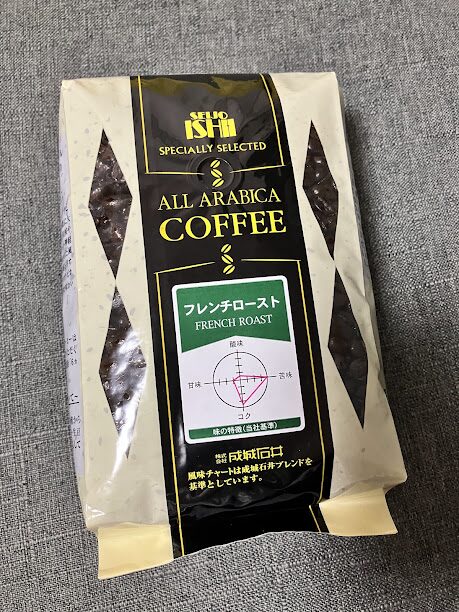 SEIJO
ISHII
SPECIALLY SELECTED
ALL ARABICA
COFFEE
フレンチロースト
FRENCH ROAST
酸味
甘味
苦味
コク
味の特徴(当社基準)
株式会社 成城石井
風味チャートは成城石井ブレンドを
基準としています。